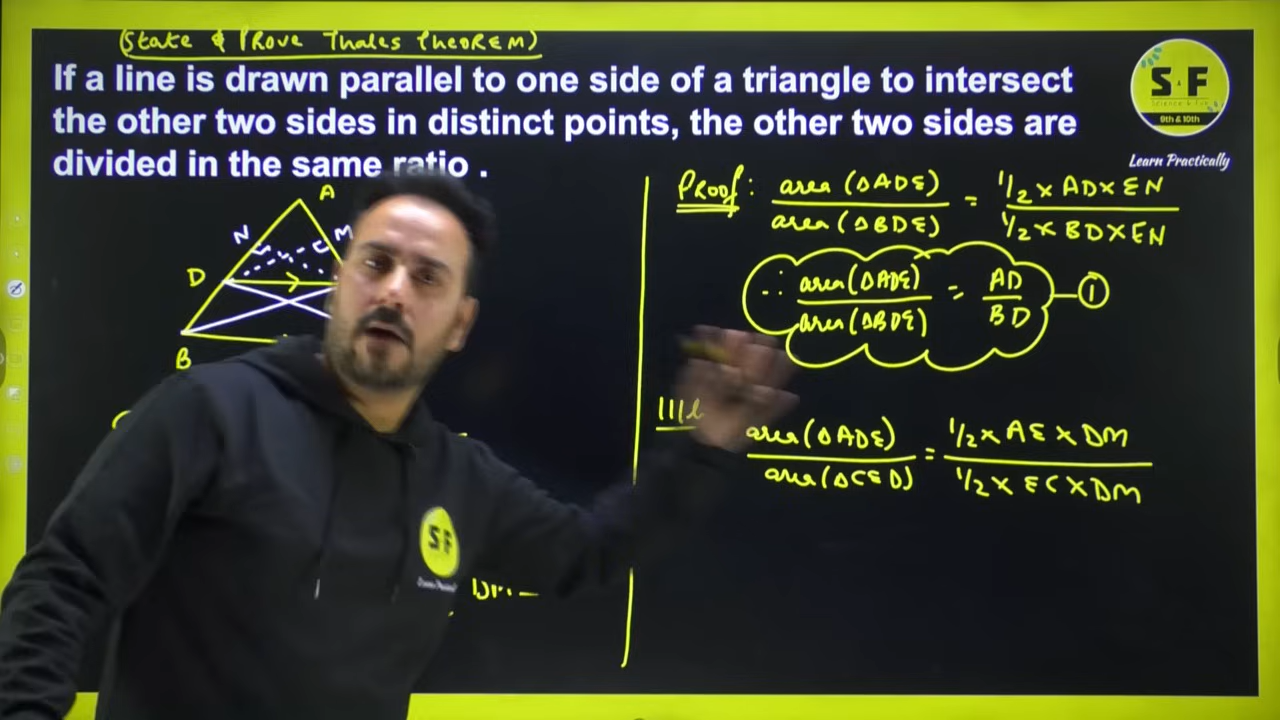 (State & Prove Thales Theorem)
If a line is drawn parallel to one side of a triangle to intersect
the other two sides in distinct points, the other two sides are
divided in the same ratio .
S F
9th & 10th
Learn Practically
A
N
M
D
B
Proof: area (ΔADE) / area (ΔBDE) = 1/2 × AD × EN / 1/2 × BD × EN
∴ area (ΔADE) / area (ΔBDE) = AD / BD — ①
area (ΔADE) / area (ΔCED) = 1/2 × AE × DM / 1/2 × EC × DM
S F